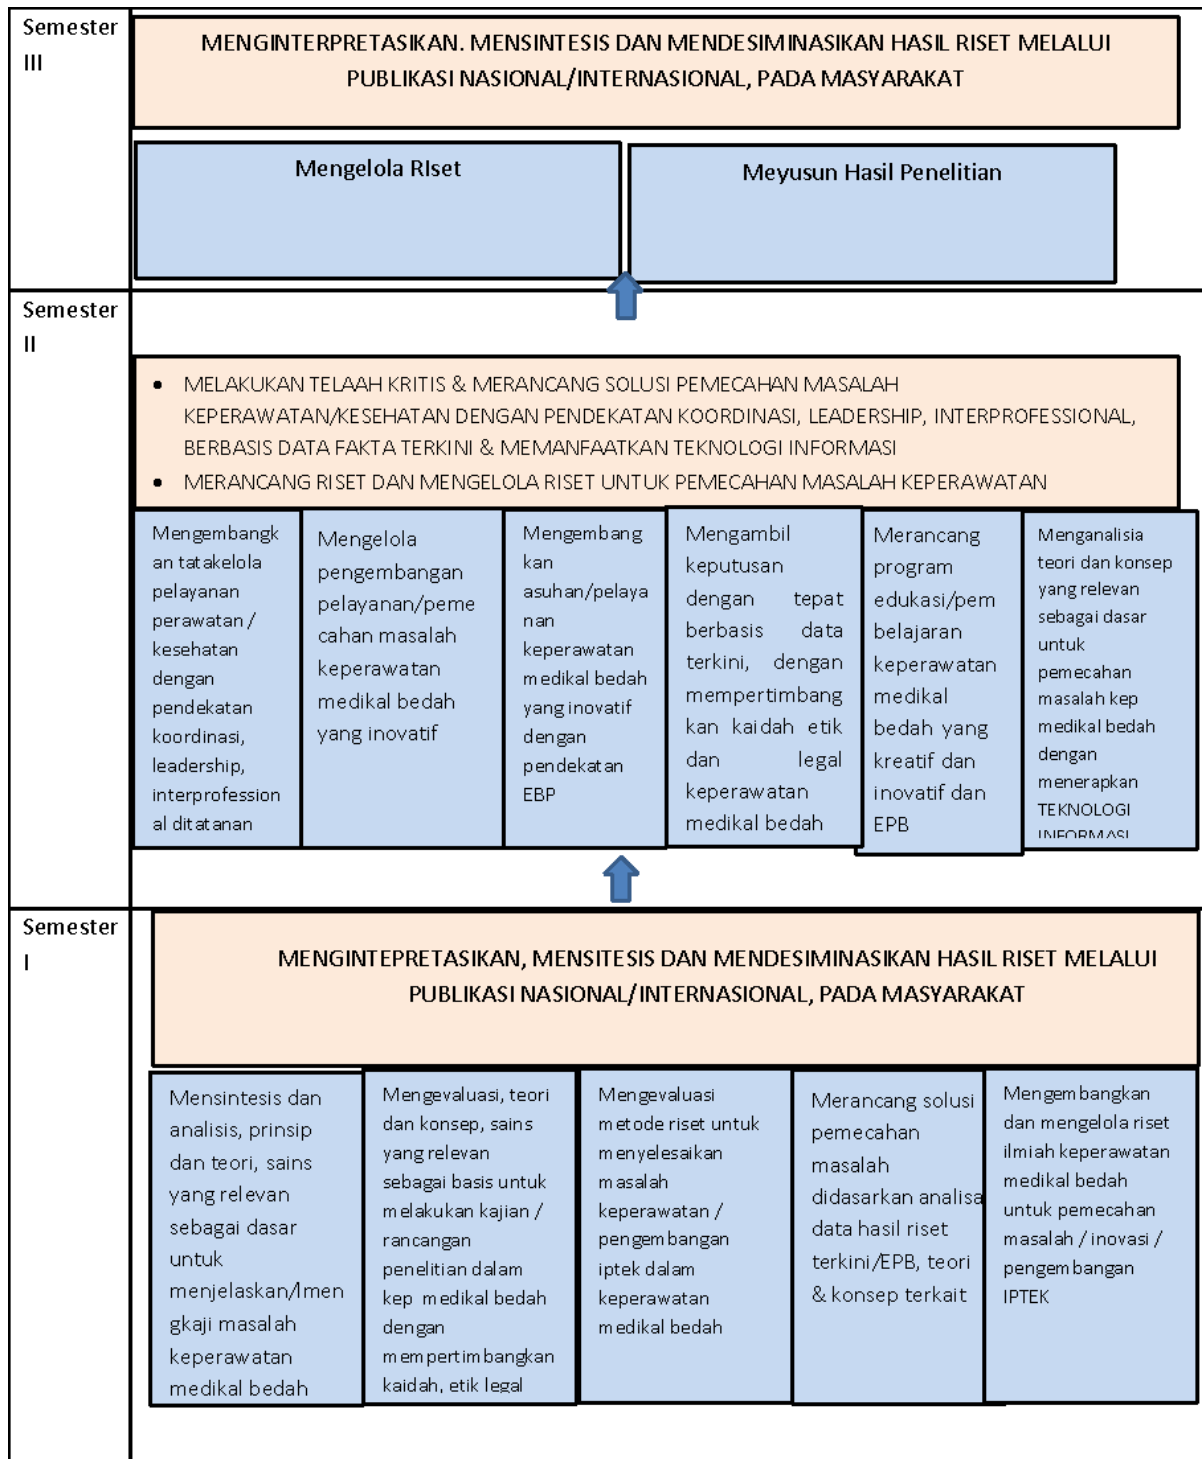 Semester
III
MENGINTERPRETASIKAN. MENSINTESIS DAN MENDESIMINASIKAN HASIL RISET MELALUI
PUBLIKASI NASIONAL/INTERNASIONAL, PADA MASYARAKAT
Mengelola RIset
Meyusun Hasil Penelitian
Semester
II
• MELAKUKAN TELAAH KRITIS & MERANCANG SOLUSI PEMECAHAN MASALAH
KEPERAWATAN/KESEHATAN DENGAN PENDEKATAN KOORDINASI, LEADERSHIP, INTERPROFESSIONAL,
BERBASIS DATA FAKTA TERKINI & MEMANFAATKAN TEKNOLOGI INFORMASI
• MERANCANG RISET DAN MENGELOLA RISET UNTUK PEMECAHAN MASALAH KEPERAWATAN
Mengembangk
an tatakelola
pelayanan
perawatan /
kesehatan
dengan
pendekatan
koordinasi,
leadership,
interprofession
al ditatanan
Mengelola
pengembangan
pelayanan/peme
cahan masalah
keperawatan
medikal bedah
yang inovatif
Mengembang
kan
asuhan/pelaya
nan
keperawatan
medikal bedah
yang inovatif
dengan
pendekatan
EBP
Mengambil
keputusan
dengan tepat
berbasis data
terkini, dengan
mempertimbang
kan kaidah etik
dan legal
keperawatan
medikal bedah
Merancang
program
edukasi/pem
belajaran
keperawatan
medikal
bedah yang
kreatif dan
inovatif dan
EPB
Menganalisia
teori dan konsep
yang relevan
sebagai dasar
untuk
pemecahan
masalah kep
medikal bedah
dengan
menerapkan
TEKNOLOGI
INFORMASI
Semester
I
MENGINTEPRETASIKAN, MENSITESIS DAN MENDESIMINASIKAN HASIL RISET MELALUI
PUBLIKASI NASIONAL/INTERNASIONAL, PADA MASYARAKAT
Mensintesis dan
analisis, prinsip
dan teori, sains
yang relevan
sebagai dasar
untuk
menjelaskan/Imen
gkaji masalah
keperawatan
medikal bedah
Mengevaluasi, teori
dan konsep, sains
yang relevan
sebagai basis untuk
melakukan kajian /
rancangan
penelitian dalam
kep medikal bedah
dengan
mempertimbangkan
kaidah, etik legal
Mengevaluasi
metode riset untuk
menyelesaikan
masalah
keperawatan /
pengembangan
iptek dalam
keperawatan
medikal bedah
Merancang solusi
pemecahan
masalah
didasarkan analisa
data hasil riset
terkini/EPB, teori
& konsep terkait
Mengembangkan
dan mengelola riset
ilmiah keperawatan
medikal bedah
untuk pemecahan
masalah / inovasi /
pengembangan
IPTEK